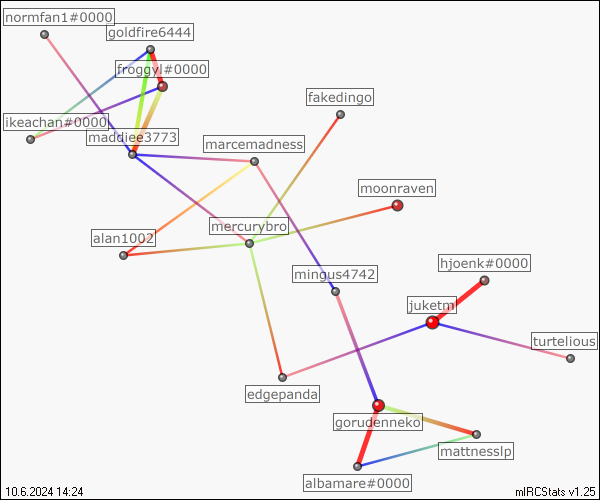 normfan1#0000
goldfire6444
froggyl#0000
fakedingo
ikeachan#0000
maddiee3773
marcemadness
moonraven
mercurybro
alan1002
hjoenk#0000
mingus4742
juketm
turtelious
edgepanda
gorudenneko
mattnesslp
albamare#0000
10.6.2024 14:24
mIRCStats v1.25